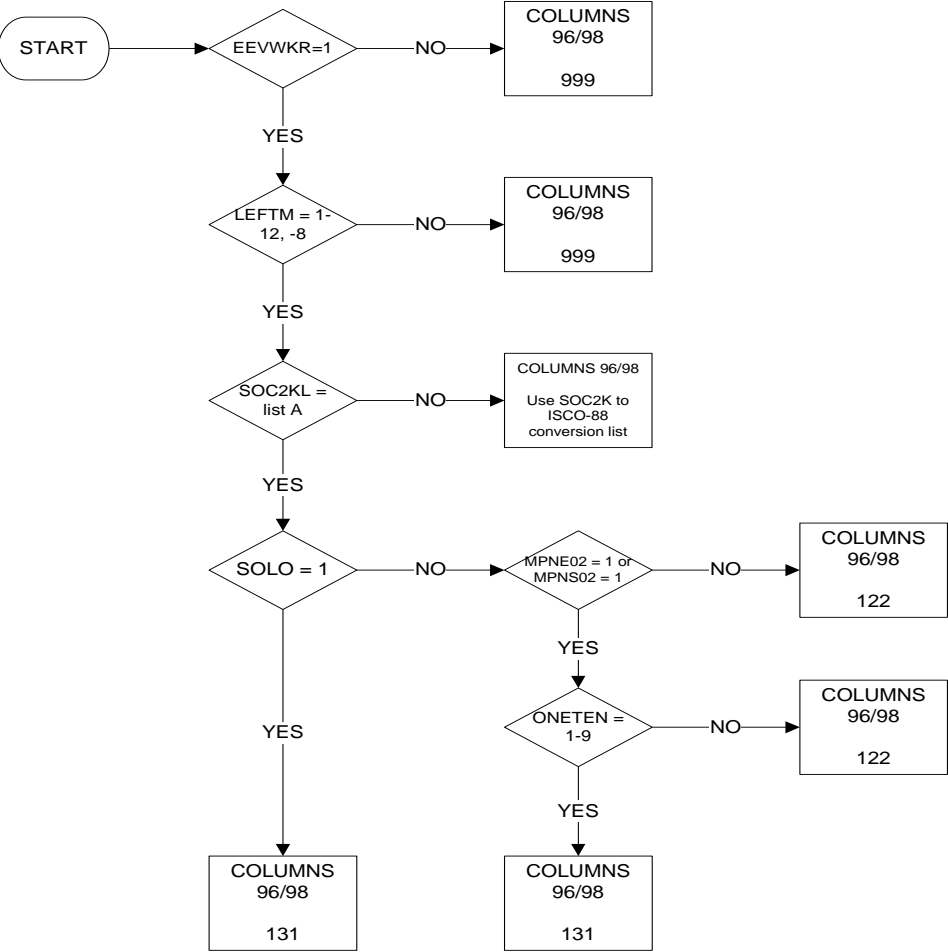 START
EEVWKR=1
NO
COLUMNS
96/98
999
YES
LEFTM = 1-
12, -8
NO
COLUMNS
96/98
999
YES
SOC2KL =
list A
NO
COLUMNS 96/98
Use SOC2K to
ISCO-88
conversion list
YES
SOLO = 1
NO
MPNE02 = 1 or
MPNS02 = 1
NO
COLUMNS
96/98
122
YES
YES
ONETEN =
1-9
NO
COLUMNS
96/98
122
YES
COLUMNS
96/98
131
COLUMNS
96/98
131